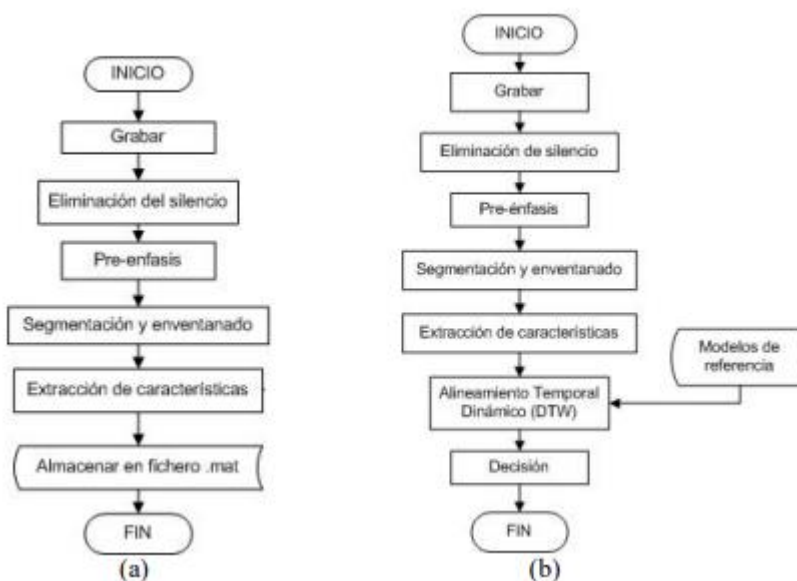 INICIO
Grabar
Eliminación del silencio
Pre-enfasis
Segmentación y enventanado
Extracción de características
Almacenar en fichero .mat
FIN
(a)
INICIO
Grabar
Eliminación de silencio
Pre-énfasis
Segmentación y enventanado
Extracción de características
Modelos de
referencia
Alineamiento Temporal
Dinámico (DTW)
Decisión
FIN
(b)